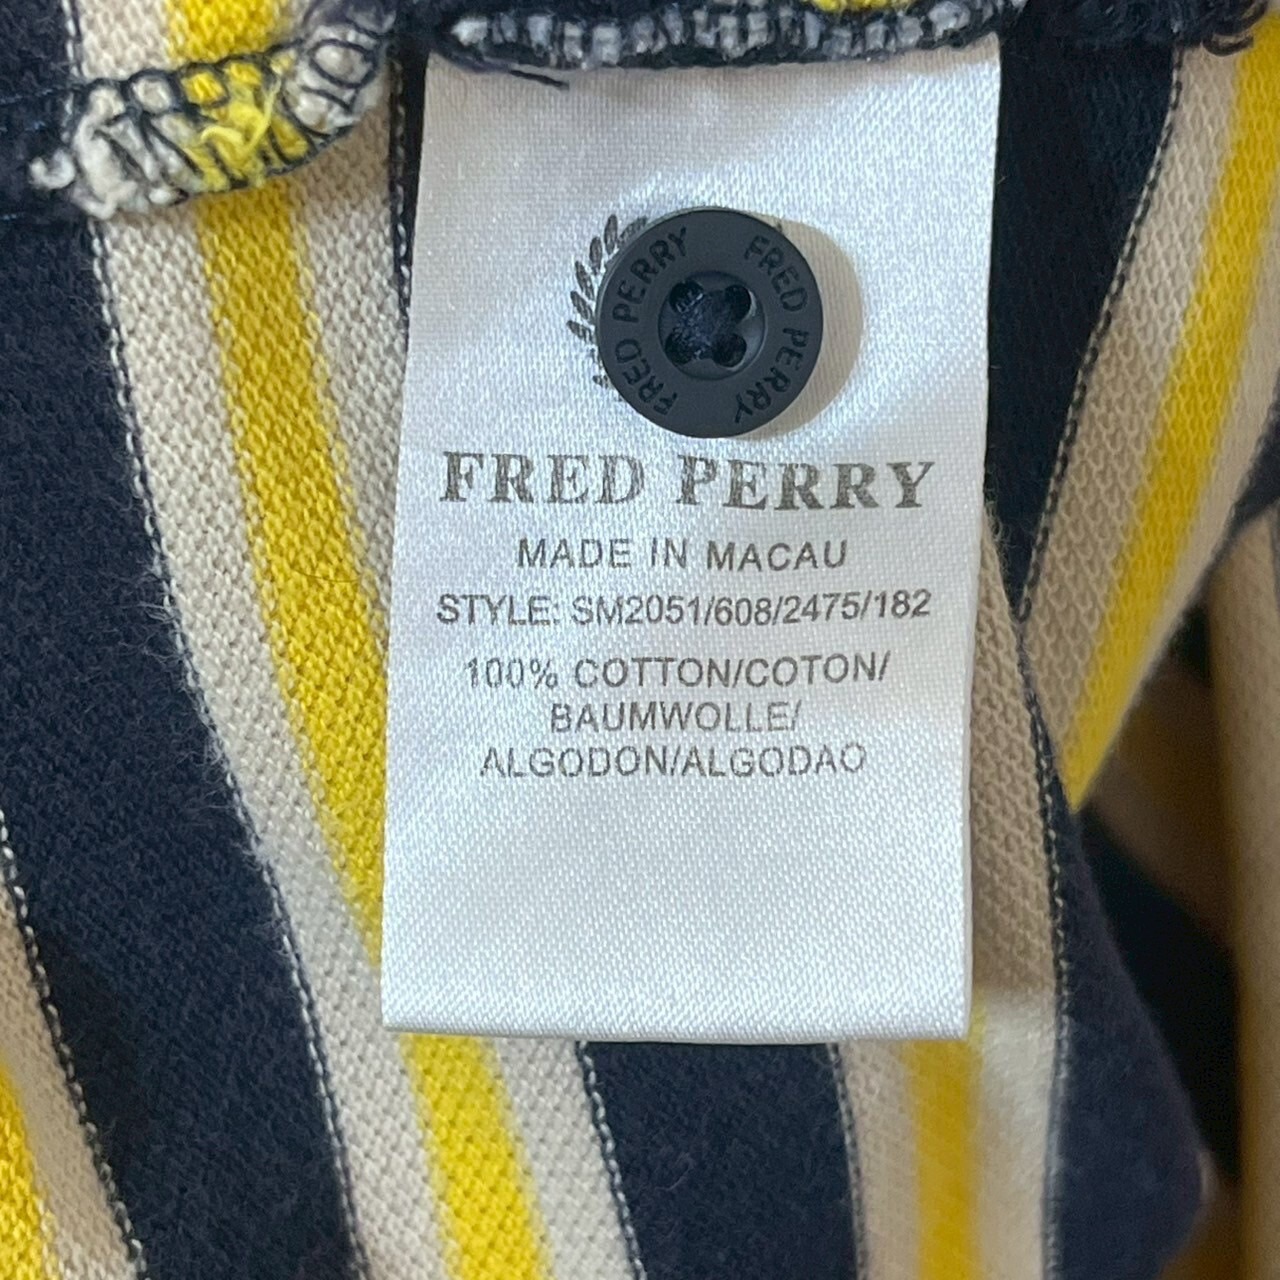 FRED PERRY FRED PERRY
FRED PERRY
MADE IN MACAU
STYLE: SM2051/608/2475/182
100% COTTON/COTON/
BAUMWOLLE/
ALGODON/ALGODAO